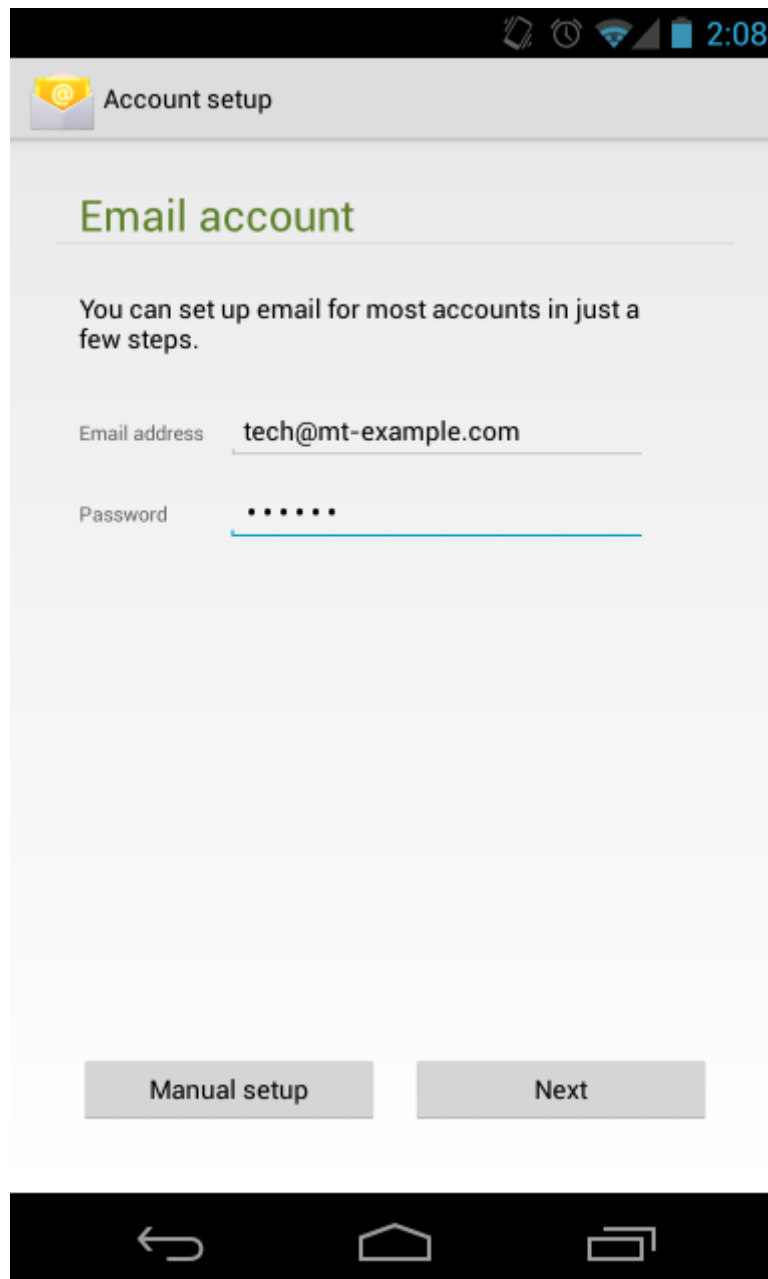 2:08
Account setup
Email account
You can set up email for most accounts in just a
few steps.
Email address tech@mt-example.com
Password ••••••
Manual setup Next